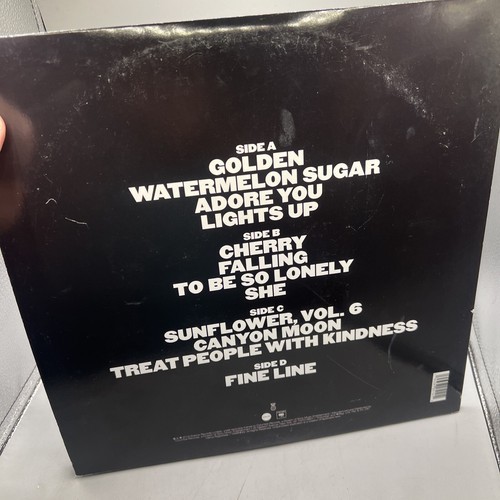 SIDE A
GOLDEN
WATERMELON SUGAR
ADORE YOU
LIGHTS UP
SIDE B
CHERRY
FALLING
TO BE SO LONELY
SHE
SIDE C
SUNFLOWER, VOL. 6
CANYON MOON
TREAT PEOPLE WITH KINDNESS
SIDE D
FINE LINE